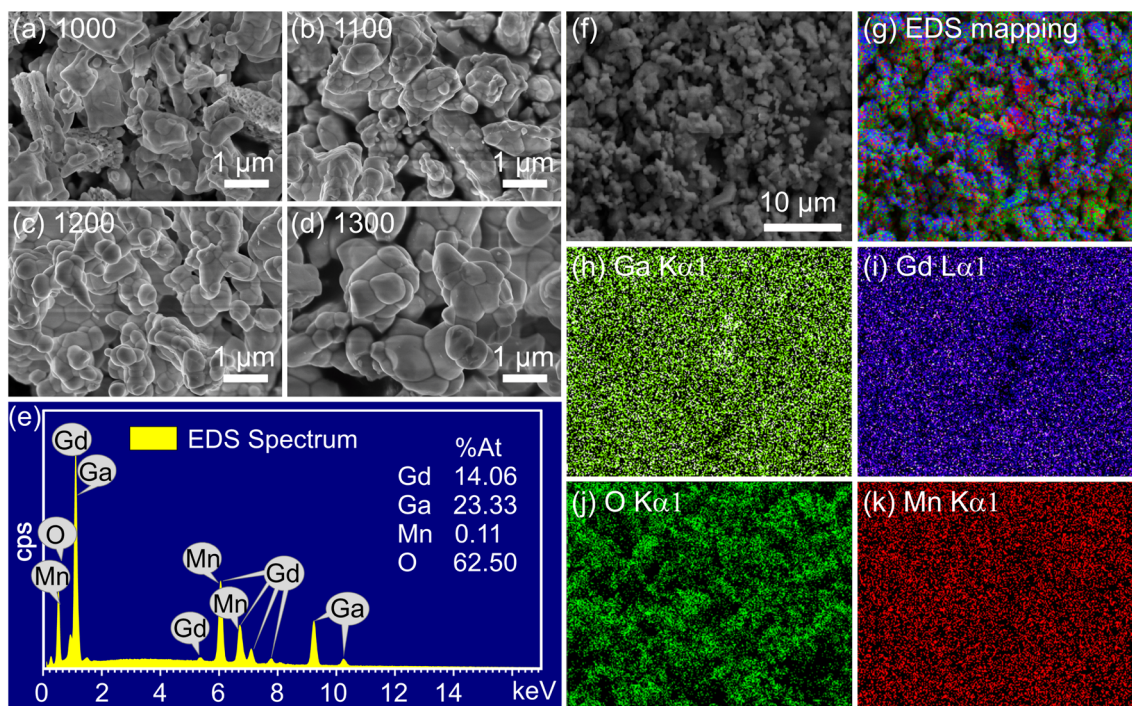 (a) 1000
1 μm
(b) 1100
1 μm
(c) 1200
1 μm
(d) 1300
1 μm
(e)
EDS Spectrum
%At
Gd 14.06
Ga 23.33
Mn 0.11
O 62.50
Gd
Ga
O
Mn
Mn
Gd
Mn
Gd
Ga
cps
0 2 4 6 8 10 12 14 keV
(f)
10 μm
(g) EDS mapping
(h) Ga Kα1
(i) Gd Lα1
(j) O Kα1
(k) Mn Kα1